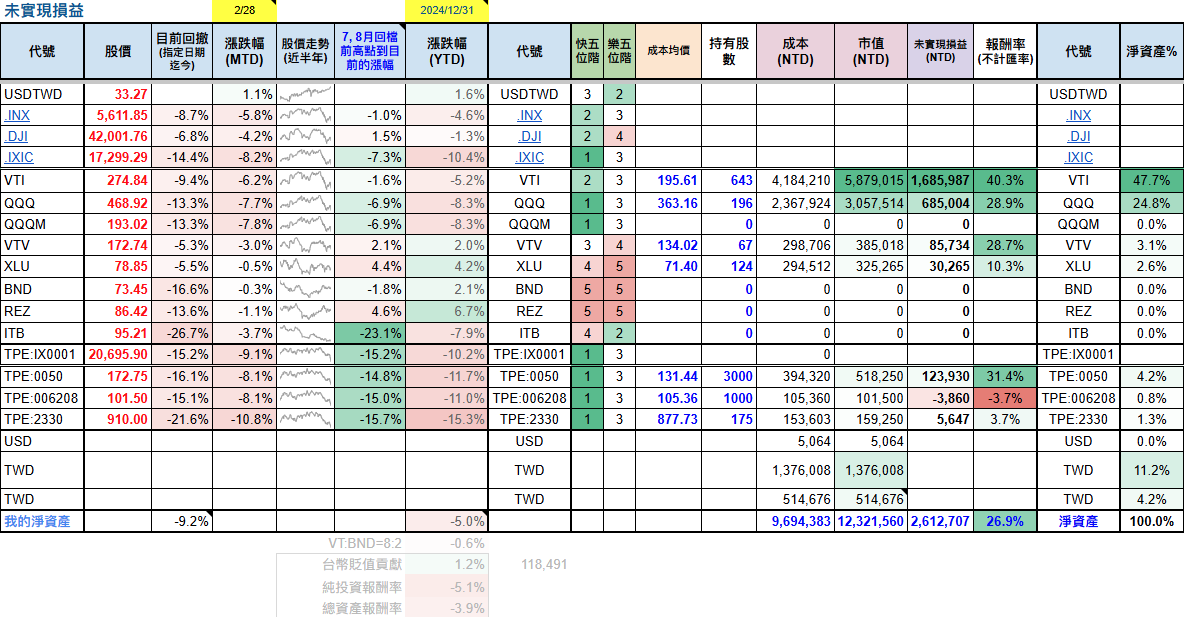 未實現損益 2/28 2024/12/31
代號 股價 目前回撤 (指定日期迄今) 漲跌幅 (MTD) 股價走勢 (近半年) 7, 8月回檔前高點到目前的漲幅 漲跌幅 (YTD) 代號 快五位階 樂五位階 成本均價 持有股數 成本 (NTD) 市值 (NTD) 未實現損益 (NTD) 報酬率 (不計匯率) 代號 淨資產%
USDTWD 33.27 1.1% 1.6% USDTWD 3 2 USDTWD
.INX 5,611.85 -8.7% -5.8% -1.0% -4.6% .INX 2 3 .INX
.DJI 42,001.76 -6.8% -4.2% 1.5% -1.3% .DJI 2 4 .DJI
.IXIC 17,299.29 -14.4% -8.2% -7.3% -10.4% .IXIC 1 3 .IXIC
VTI 274.84 -9.4% -6.2% -1.6% -5.2% VTI 2 3 195.61 643 4,184,210 5,879,015 1,685,987 40.3% VTI 47.7%
QQQ 468.92 -13.3% -7.7% -6.9% -8.3% QQQ 1 3 363.16 196 2,367,924 3,057,514 685,004 28.9% QQQ 24.8%
QQQM 193.02 -13.3% -7.8% -6.9% -8.3% QQQM 1 3 0 0 0 0 QQQM 0.0%
VTV 172.74 -5.3% -3.0% 2.1% 2.0% VTV 3 4 134.02 67 298,706 385,018 85,734 28.7% VTV 3.1%
XLU 78.85 -5.5% -0.5% 4.4% 4.2% XLU 4 5 71.40 124 294,512 325,265 30,265 10.3% XLU 2.6%
BND 73.45 -16.6% -0.3% -1.8% 2.1% BND 5 5 0 0 0 0 BND 0.0%
REZ 86.42 -13.6% -1.1% 4.6% 6.7% REZ 5 5 0 0 0 0 REZ 0.0%
ITB 95.21 -26.7% -3.7% -23.1% -7.9% ITB 4 2 0 0 0 0 ITB 0.0%
TPE:IX0001 20,695.90 -15.2% -9.1% -15.2% -10.2% TPE:IX0001 1 3 0 TPE:IX0001
TPE:0050 172.75 -16.1% -8.1% -14.8% -11.7% TPE:0050 1 3 131.44 3000 394,320 518,250 123,930 31.4% TPE:0050 4.2%
TPE:006208 101.50 -15.1% -8.1% -15.0% -11.0% TPE:006208 1 3 105.36 1000 105,360 101,500 -3,860 -3.7% TPE:006208 0.8%
TPE:2330 910.00 -21.6% -10.8% -15.7% -15.3% TPE:2330 1 3 877.73 175 153,603 159,250 5,647 3.7% TPE:2330 1.3%
USD USD 5,064 5,064 USD 0.0%
TWD TWD 1,376,008 1,376,008 TWD 11.2%
TWD TWD 514,676 514,676 TWD 4.2%
我的淨資產 -9.2% -5.0% 9,694,383 12,321,560 2,612,707 26.9% 淨資產 100.0%
VT:BND=8:2 -0.6%
台幣貶值貢獻 1.2% 118,491
純投資報酬率 -5.1%
總資產報酬率 -3.9%